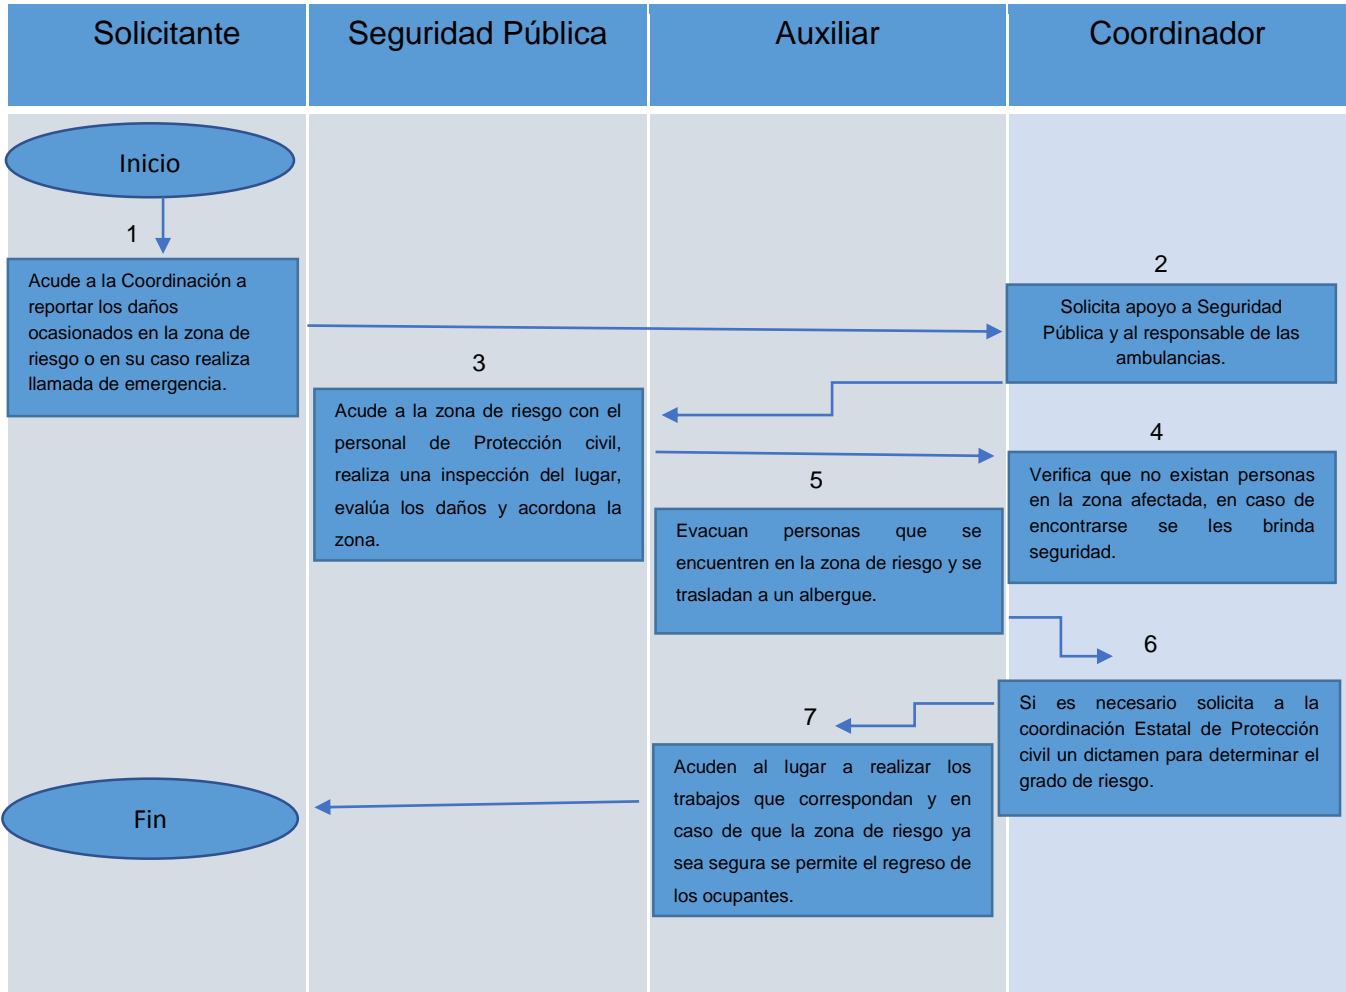 Solicitante
Seguridad Pública
Auxiliar
Coordinador
Inicio
1
Acude a la Coordinación a
reportar los daños
ocasionados en la zona de
riesgo o en su caso realiza
llamada de emergencia.
2
Solicita apoyo a Seguridad
Pública y al responsable de las
ambulancias.
3
Acude a la zona de riesgo con el
personal de Protección civil,
realiza una inspección del lugar,
evalúa los daños y acordona la
zona.
4
Verifica que no existan personas
en la zona afectada, en caso de
encontrarse se les brinda
seguridad.
5
Evacuan personas que se
encuentren en la zona de riesgo y se
trasladan a un albergue.
6
Si es necesario solicita a la
coordinación Estatal de Protección
civil un dictamen para determinar el
grado de riesgo.
7
Acuden al lugar a realizar los
trabajos que correspondan y en
caso de que la zona de riesgo ya
sea segura se permite el regreso de
los ocupantes.
Fin